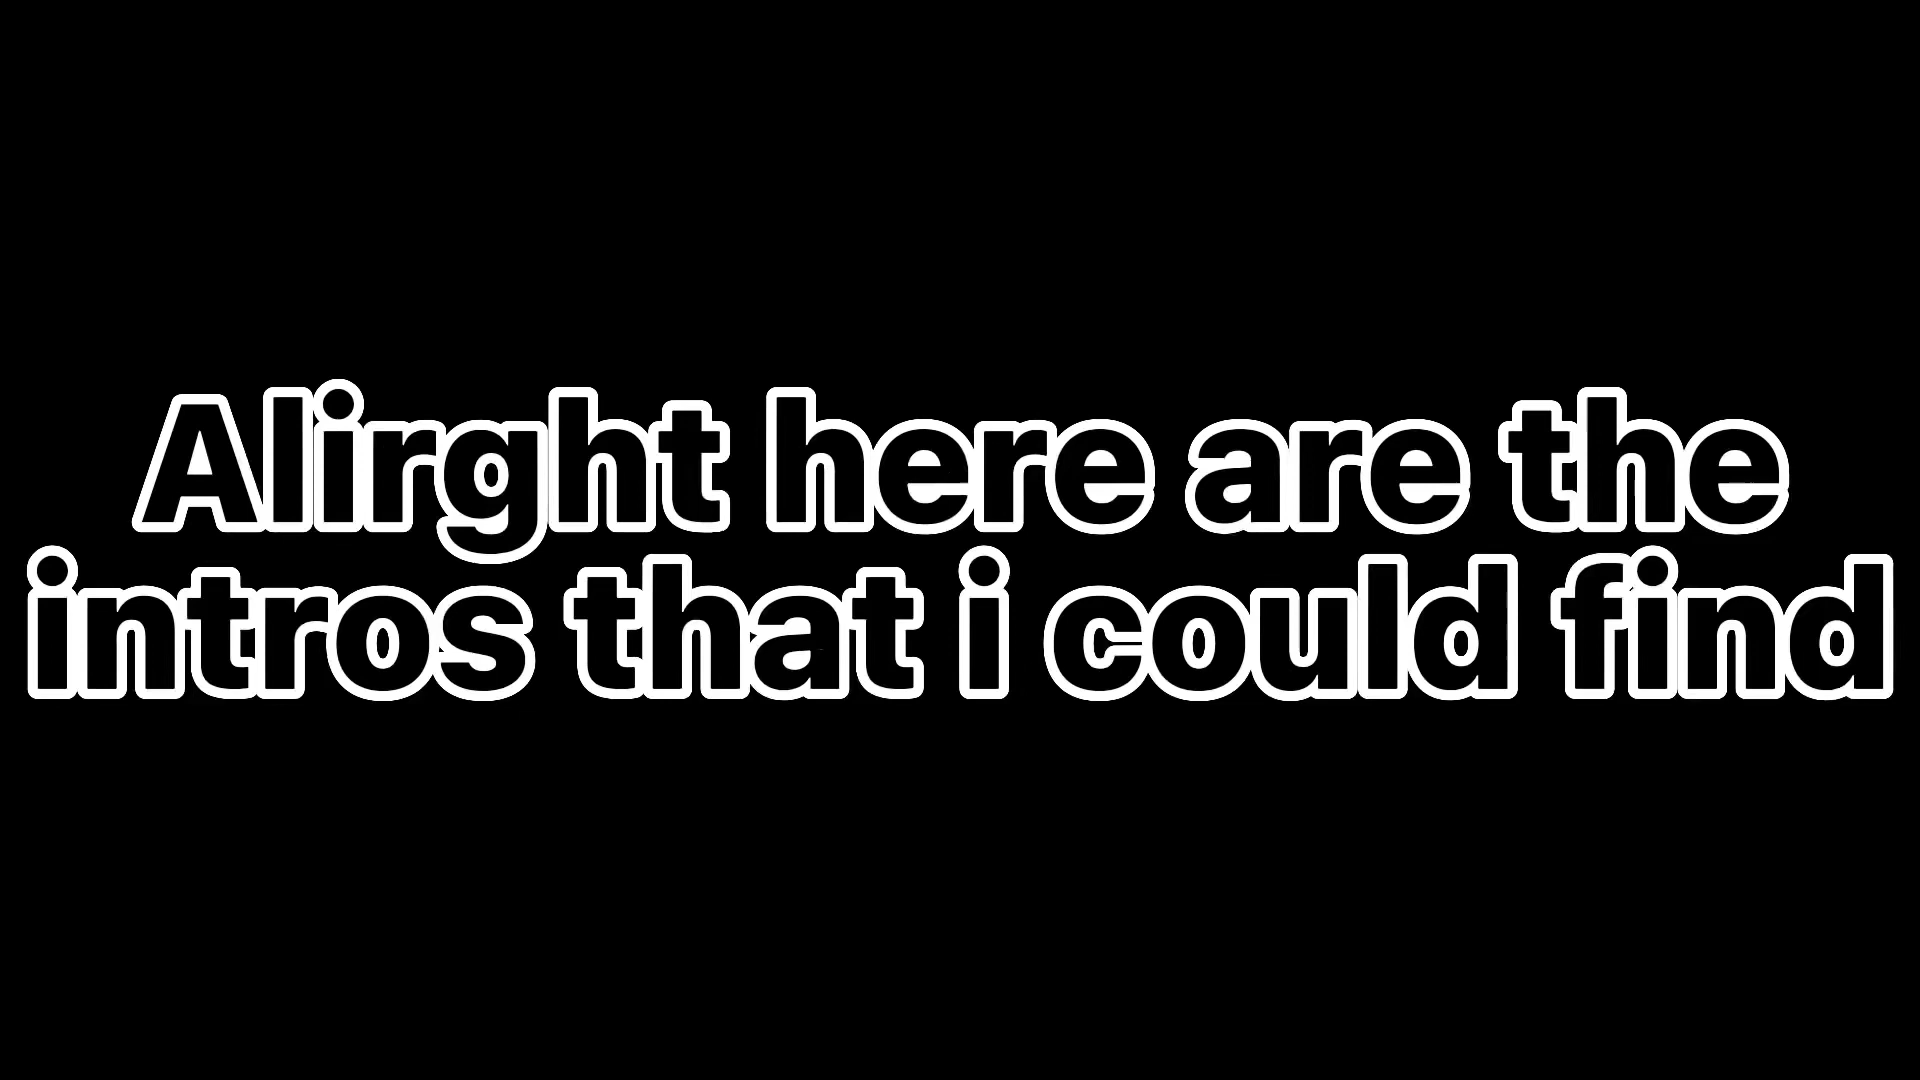 Alirght here are the
intros that i could find